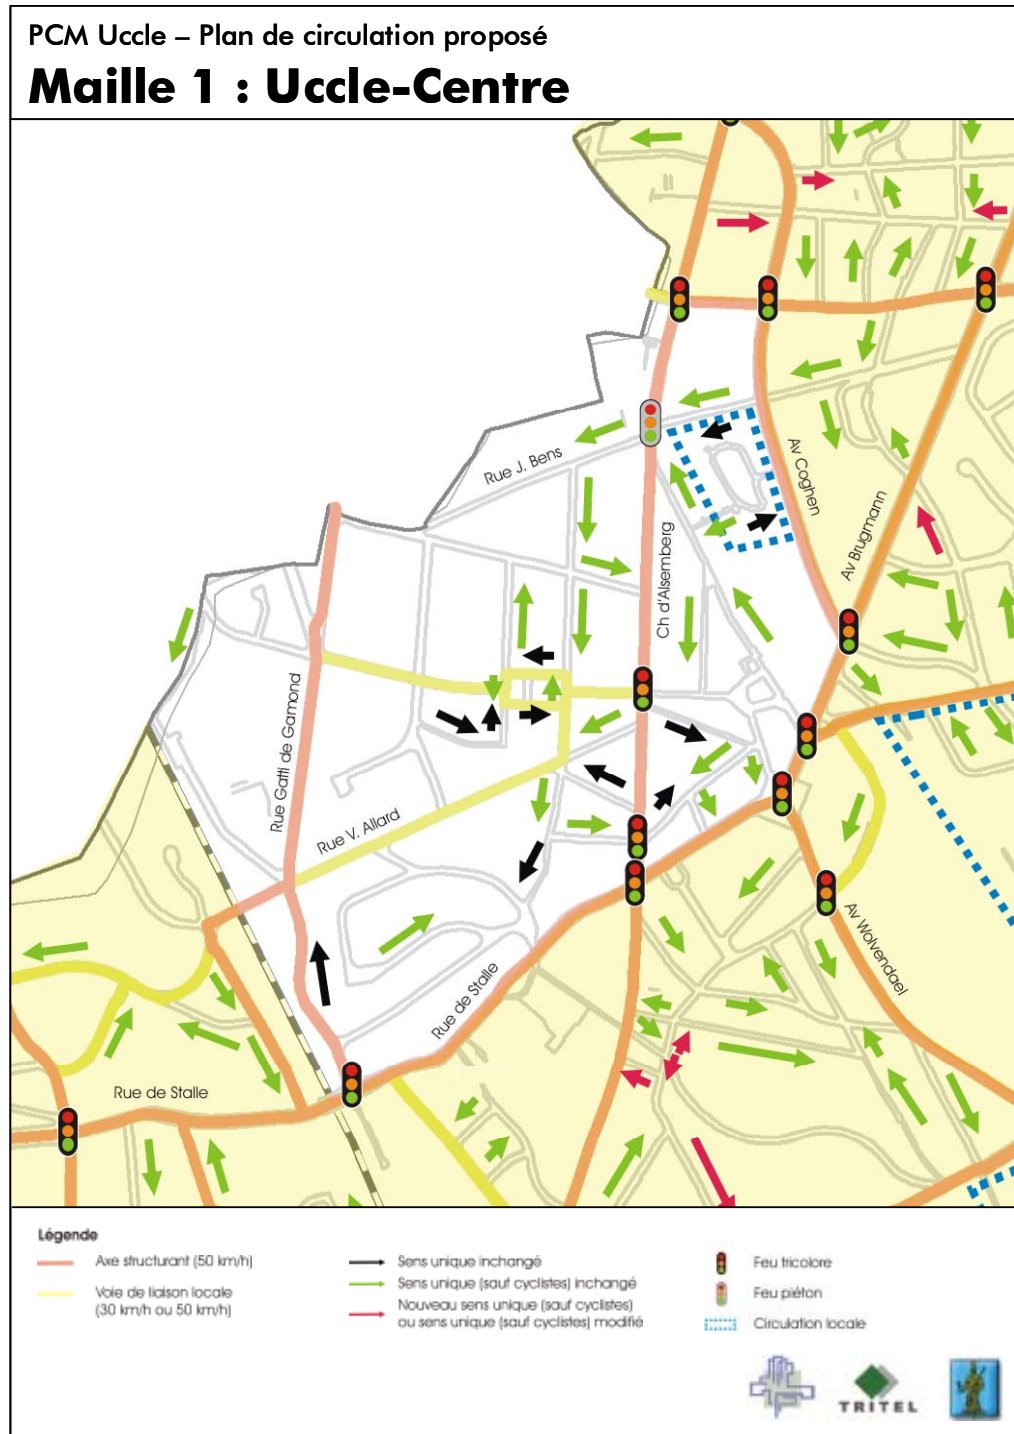 PCM Uccle – Plan de circulation proposé
Maille 1 : Uccle-Centre
Rue J. Bens
Av Coghen
Av Brugmann
Ch d'Alsemberg
Rue Gatti de Gamond
Rue V. Allard
Av Wolvendael
Rue de Stalle
Rue de Stalle
Légende
Axe structurant (50 km/h)
Voie de liaison locale
(30 km/h ou 50 km/h)
Sens unique inchangé
Sens unique (sauf cyclistes) inchangé
Nouveau sens unique (sauf cyclistes)
ou sens unique (sauf cyclistes) modifié
Feu tricolore
Feu piéton
Circulation locale
TRITEL